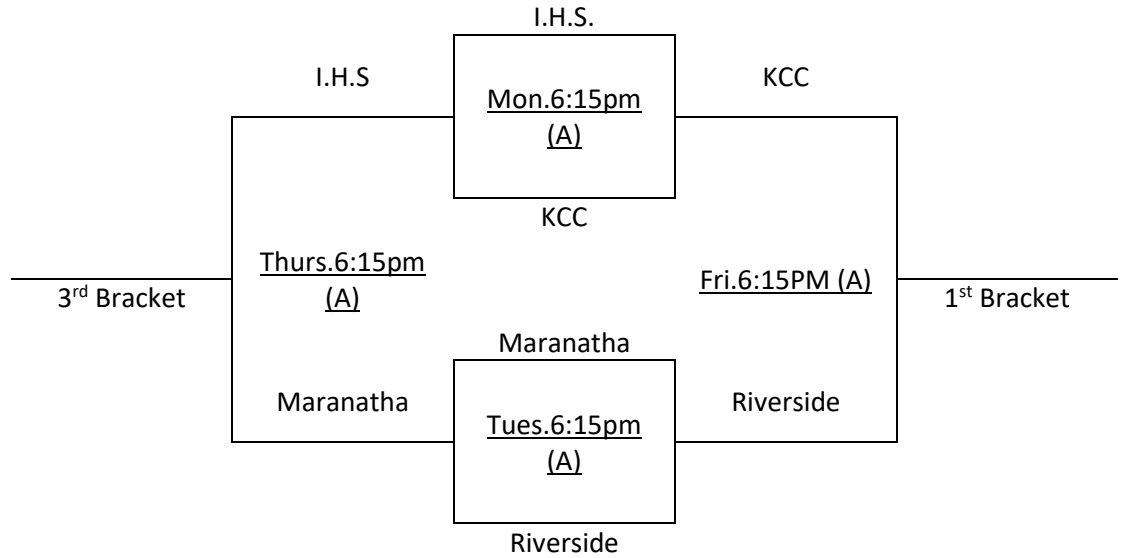 I.H.S.
I.H.S
Mon.6:15pm
(A)
KCC
KCC
Thurs.6:15pm
(A)
Fri.6:15PM (A)
3rd Bracket
1st Bracket
Maranatha
Maranatha
Tues.6:15pm
(A)
Riverside
Riverside